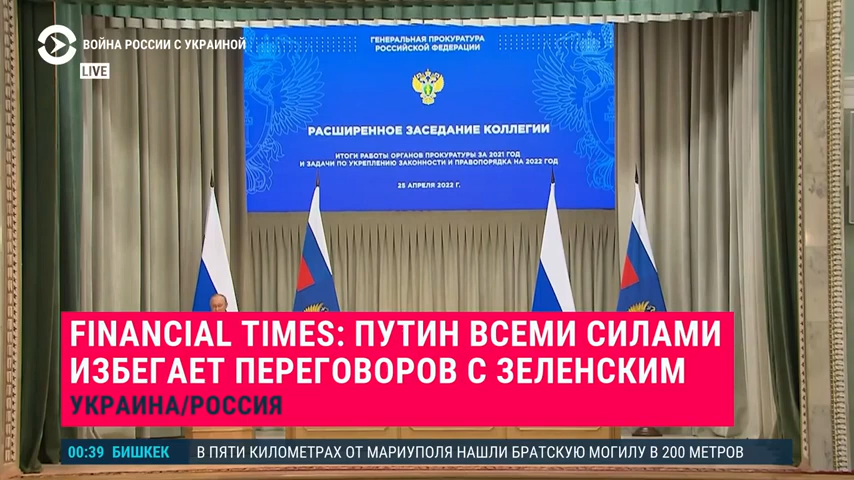 ВОЙНА РОССИИ С УКРАИНОЙ
LIVE
ГЕНЕРАЛЬНАЯ ПРОКУРАТУРА
РОССИЙСКОЙ ФЕДЕРАЦИИ
РАСШИРЕННОЕ ЗАСЕДАНИЕ КОЛЛЕГИИ
ИТОГИ РАБОТЫ ОРГАНОВ ПРОКУРАТУРЫ ЗА 2021 ГОД
И ЗАДАЧИ ПО УКРЕПЛЕНИЮ ЗАКОННОСТИ И ПРАВОПОРЯДКА НА 2022 ГОД
25 АПРЕЛЯ 2022 Г.
FINANCIAL TIMES: ПУТИН ВСЕМИ СИЛАМИ
ИЗБЕГАЕТ ПЕРЕГОВОРОВ С ЗЕЛЕНСКИМ
УКРАИНА/РОССИЯ
00:39 БИШКЕК В ПЯТИ КИЛОМЕТРАХ ОТ МАРИУПОЛЯ НАШЛИ БРАТСКУЮ МОГИЛУ В 200 МЕТРОВ